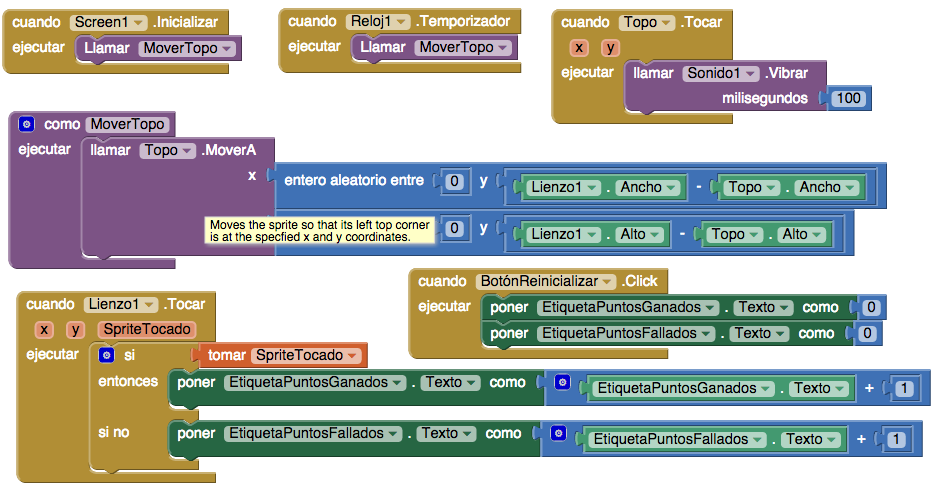 cuando Screen1 .Inicializar
ejecutar Llamar MoverTopo
cuando Reloj1 .Temporizador
ejecutar Llamar MoverTopo
cuando Topo .Tocar
x y
ejecutar llamar Sonido1 .Vibrar
milisegundos 100
como MoverTopo
ejecutar llamar Topo .MoverA
x entero aleatorio entre 0 y Lienzo1 . Ancho - Topo . Ancho
0 y Lienzo1 . Alto - Topo . Alto
Moves the sprite so that its left top corner
is at the specfied x and y coordinates.
cuando BotónReinicializar .Click
ejecutar poner EtiquetaPuntosGanados . Texto como 0
poner EtiquetaPuntosFallados . Texto como 0
cuando Lienzo1 .Tocar
x y SpriteTocado
ejecutar si tomar SpriteTocado
entonces poner EtiquetaPuntosGanados . Texto como EtiquetaPuntosGanados . Texto + 1
si no poner EtiquetaPuntosFallados . Texto como EtiquetaPuntosFallados . Texto + 1